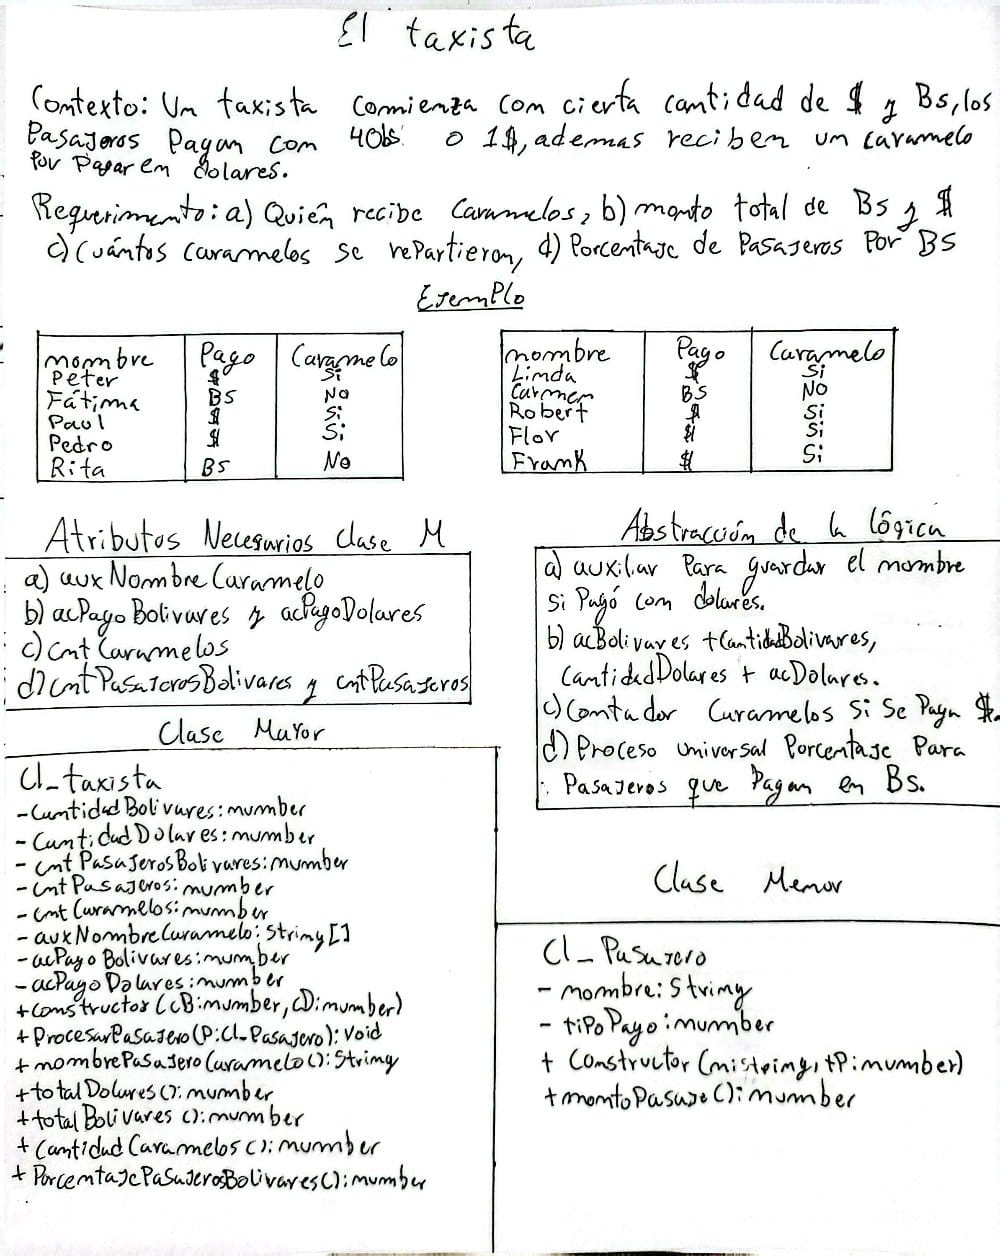 El taxista
Contexto: Un taxista comienza con cierta cantidad de $ y Bs, los
Pasajeros Pagan con 40bs o 1$, ademas reciben un caramelo
Por Pagar en dolares.
Requerimento: a) Quién recibe Caramelos, b) monto total de Bs y $
c) Cuántos caramelos se repartieron, d) Porcentaje de Pasajeros Por BS
Ejemplo
nombre Pago Caramelo
Peter $ Si
Fátima BS No
Paul $ Si
Pedro $ Si
Rita BS No
nombre Pago Caramelo
Linda $ Si
Carmen BS NO
Robert $ Si
Flor $ Si
Frank $ Si
Atributos Necesarios Clase M
a) auxNombreCaramelo
b) acPagoBolivares y acPagoDolares
c) cntCaramelos
d) cntPasajerosBolivares y cntPasajeros
Abstracción de la lógica
a) auxiliar Para guardar el nombre
Si Pagó con dolares.
b) acBolivares + CantidadBolivares,
CantidadDolares + acDolares.
c) Contador Caramelos Si Se Paga $.
d) Proceso Universal Porcentaje Para
Pasajeros que Pagan en Bs.
Clase Mayor
Cl_taxista
- CantidadBolivares: number
- CantidadDolares: number
- cntPasajerosBolivares: number
- cntPasajeros: number
- cntCaramelos: number
- auxNombreCaramelo: String[]
- acPagoBolivares: number
- acPagoDolares: number
+ Constructor (cB: number, cD: number)
+ ProcesarPasajero (P: Cl_Pasajero): Void
+ nombrePasajeroCaramelo(): String
+ totalDolares(): number
+ totalBolivares(): number
+ CantidadCaramelos(): number
+ PorcentajePasajerosBolivares(): number
Clase Menor
Cl_Pasajero
- nombre: String
- tipoPago: number
+ Constructor (n: string, tP: number)
+ montoPasaje(): number